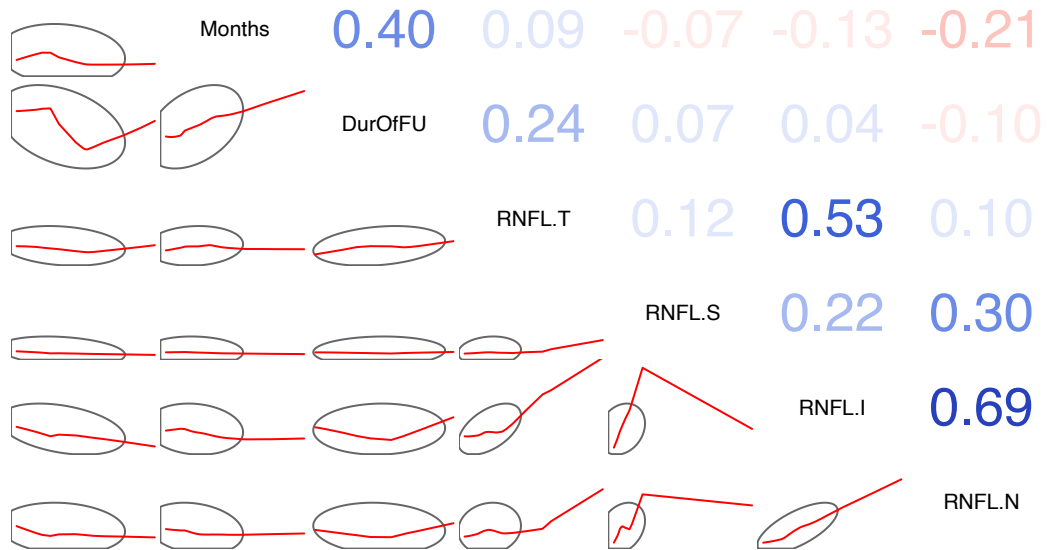 Months 0.40 0.09 -0.07 -0.13 -0.21
DurOfFU 0.24 0.07 0.04 -0.10
RNFL.T 0.12 0.53 0.10
RNFL.S 0.22 0.30
RNFL.I 0.69
RNFL.N